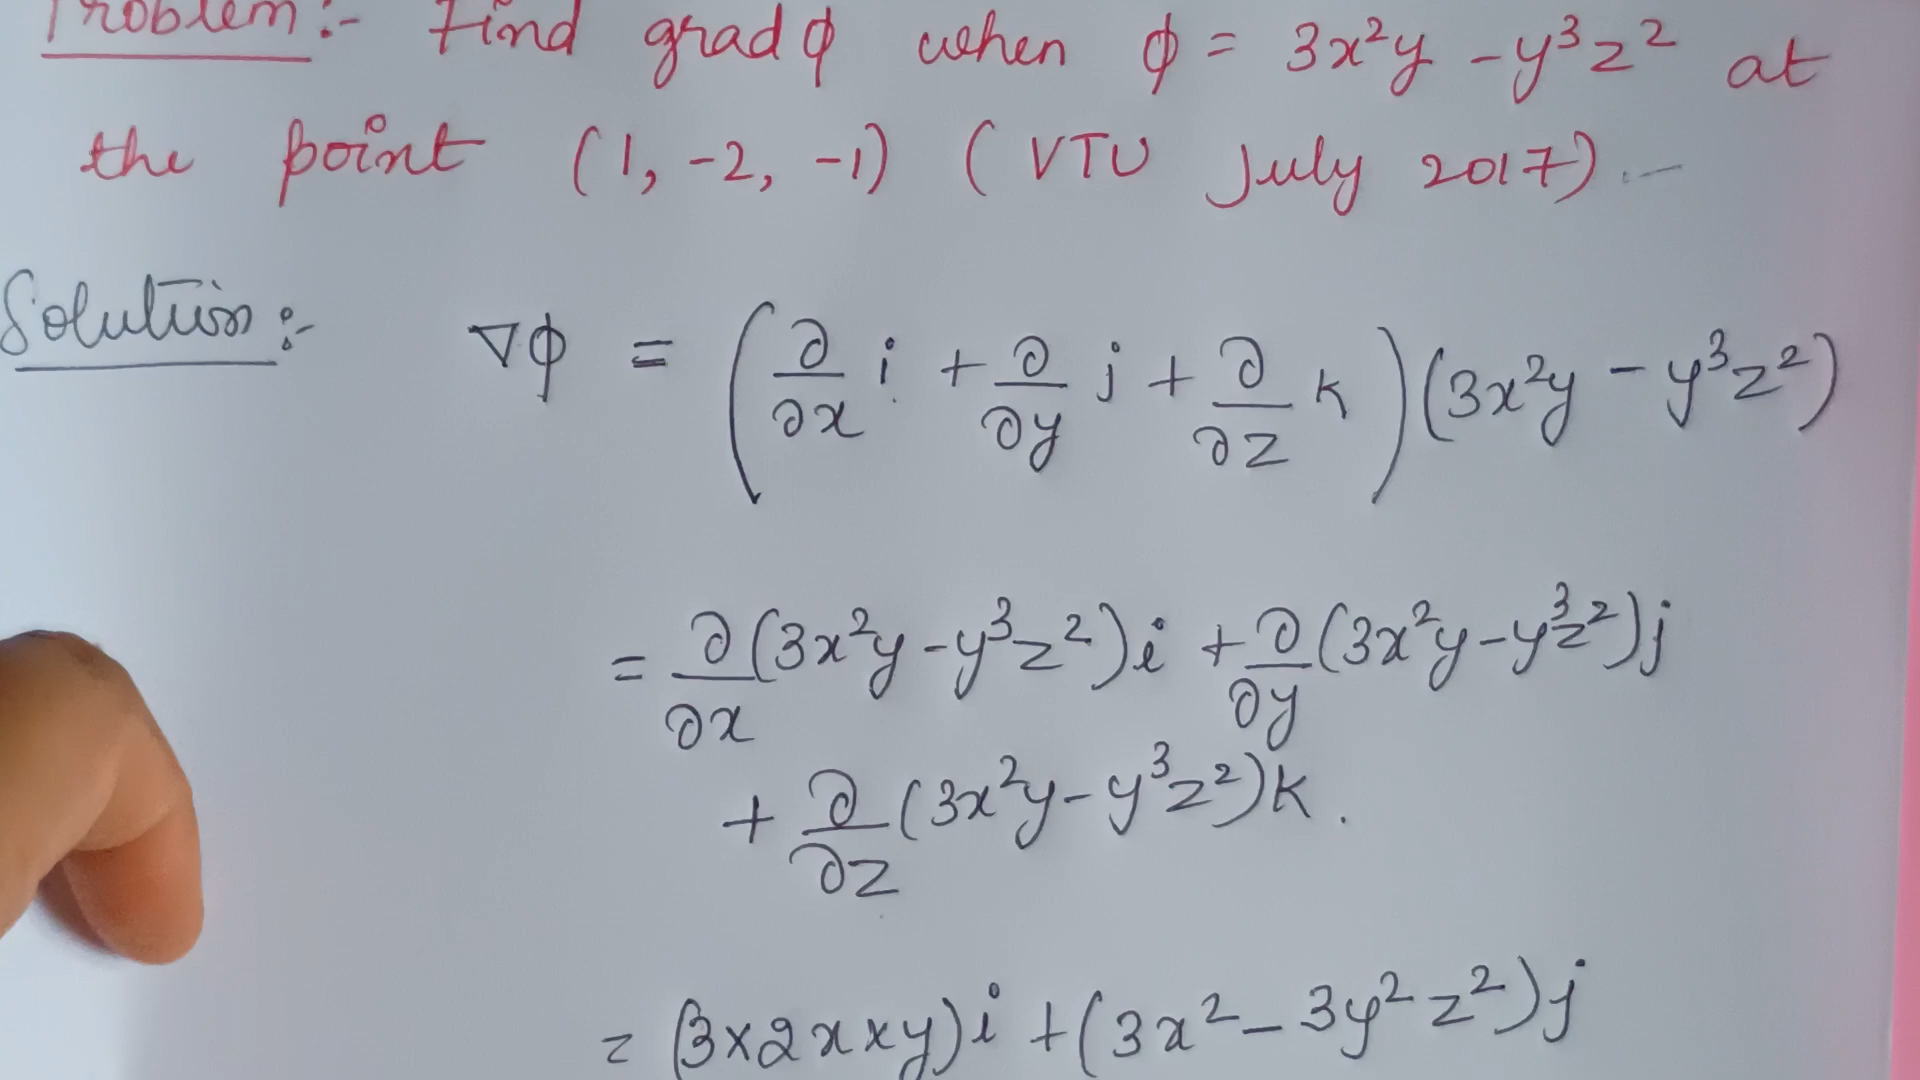 Problem:- Find grad ϕ when ϕ = 3x²y - y³z² at
the point (1, -2, -1) (VTU July 2017).-
Solution:- ∇ϕ = (∂/∂x i + ∂/∂y j + ∂/∂z k)(3x²y - y³z²)
= ∂/∂x (3x²y - y³z²)i + ∂/∂y (3x²y - y³z²)j
+ ∂/∂z (3x²y - y³z²)k.
= (3×2x×y)i + (3x² - 3y²z²)j